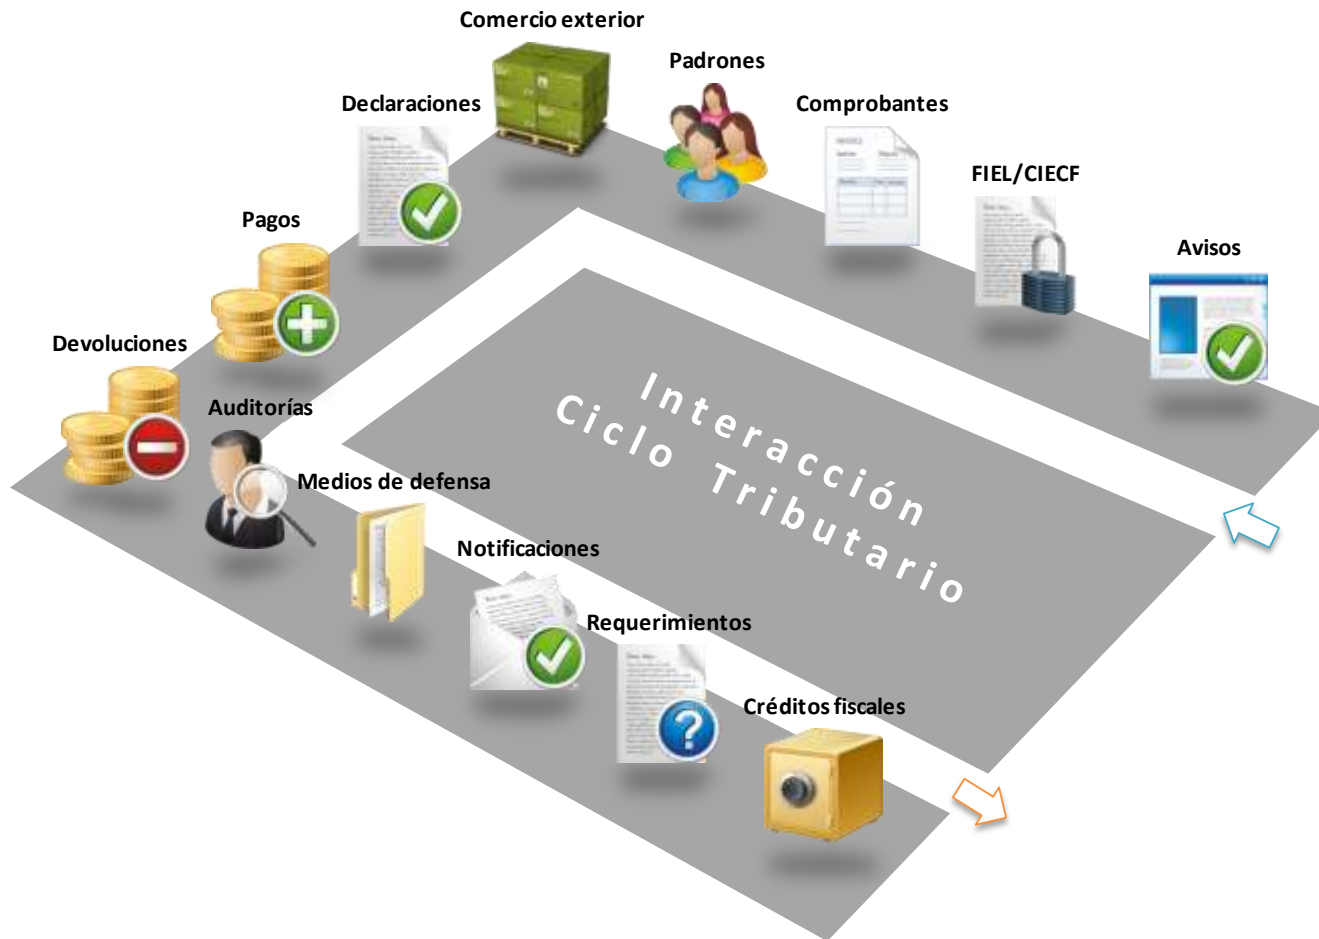 Comercio exterior
Padrones
Declaraciones
Comprobantes
FIEL/CIECF
Pagos
Avisos
Devoluciones
Auditorías
Interacción
Ciclo Tributario
Medios de defensa
Notificaciones
Requerimientos
Créditos fiscales